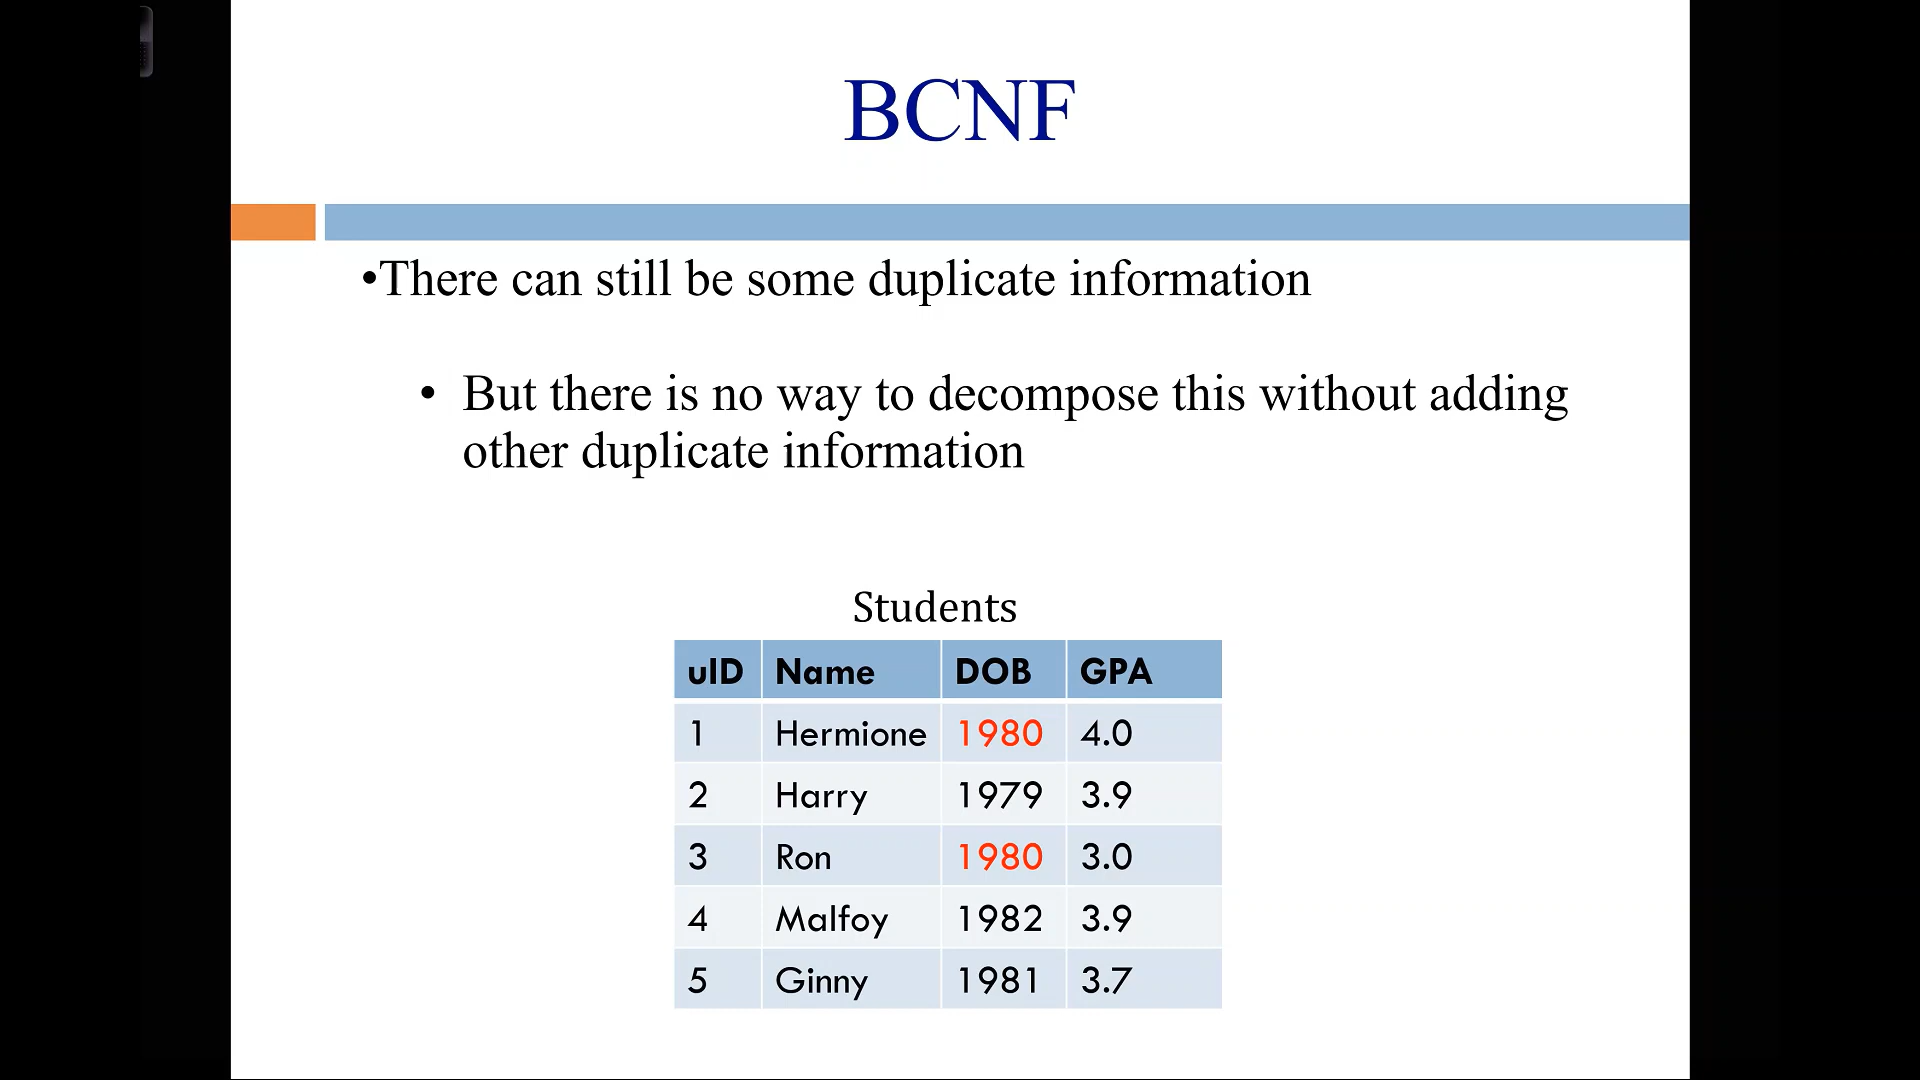 BCNF
•There can still be some duplicate information
• But there is no way to decompose this without adding
other duplicate information
Students
uID Name DOB GPA
1 Hermione 1980 4.0
2 Harry 1979 3.9
3 Ron 1980 3.0
4 Malfoy 1982 3.9
5 Ginny 1981 3.7